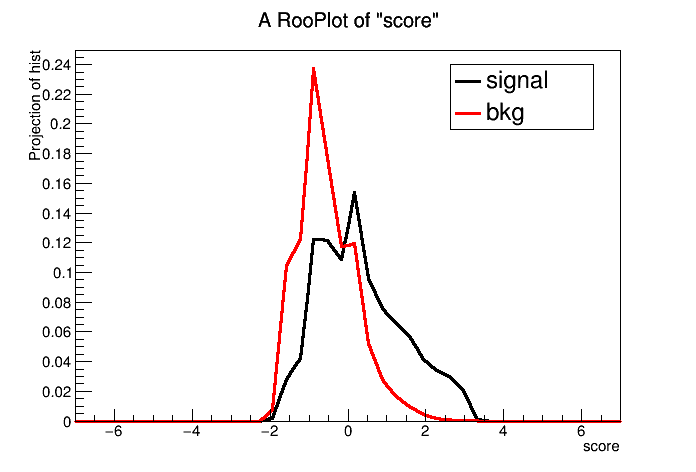 A RooPlot of "score"
Projection of hist
0.24
0.22
0.2
0.18
0.16
0.14
0.12
0.1
0.08
0.06
0.04
0.02
0
signal
bkg
−6 −4 −2 0 2 4 6
score